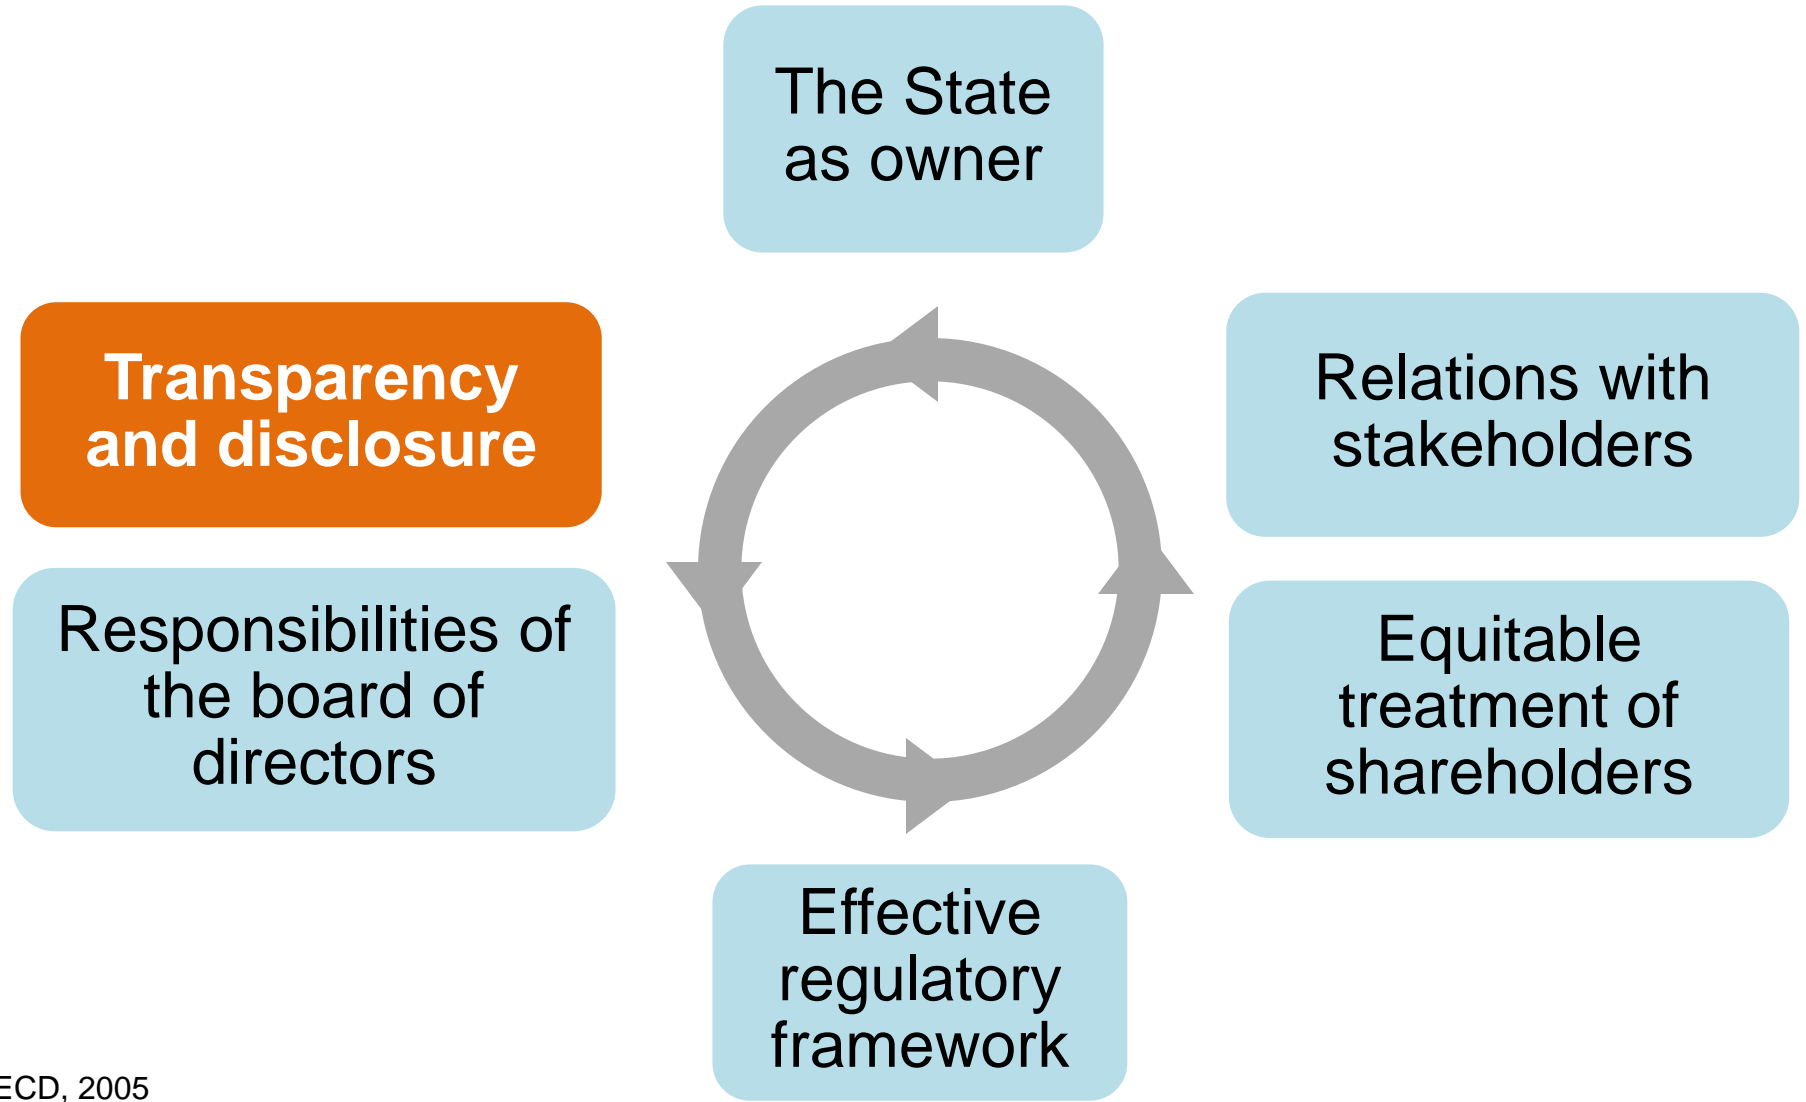 The State
as owner
Transparency
and disclosure
Relations with
stakeholders
Responsibilities of
the board of
directors
Equitable
treatment of
shareholders
Effective
regulatory
framework
ECD, 2005